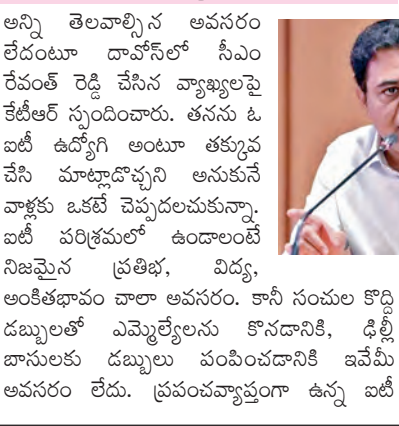 అన్ని తెలవాల్సిన అవసరం
లేదంటూ దావోస్‌లో సీఎం
రేవంత్ రెడ్డి చేసిన వ్యాఖ్యలపై
కేటీఆర్ స్పందించారు. తనను ఓ
ఐటీ ఉద్యోగి అంటూ తక్కువ
చేసి మాట్లాడొచ్చని అనుకునే
వాళ్లకు ఒకటే చెప్పదలచుకున్నా.
ఐటీ పరిశ్రమలో ఉండాలంటే
నిజమైన ప్రతిభ, విద్య,
అంకితభావం చాలా అవసరం. కానీ సంచుల కొద్ది
డబ్బులతో ఎమ్మెల్యేలను కొనడానికి, ఢిల్లీ
బాసులకు డబ్బులు పంపించడానికి ఇవేమీ
అవసరం లేదు. ప్రపంచవ్యాప్తంగా ఉన్న ఐటీ